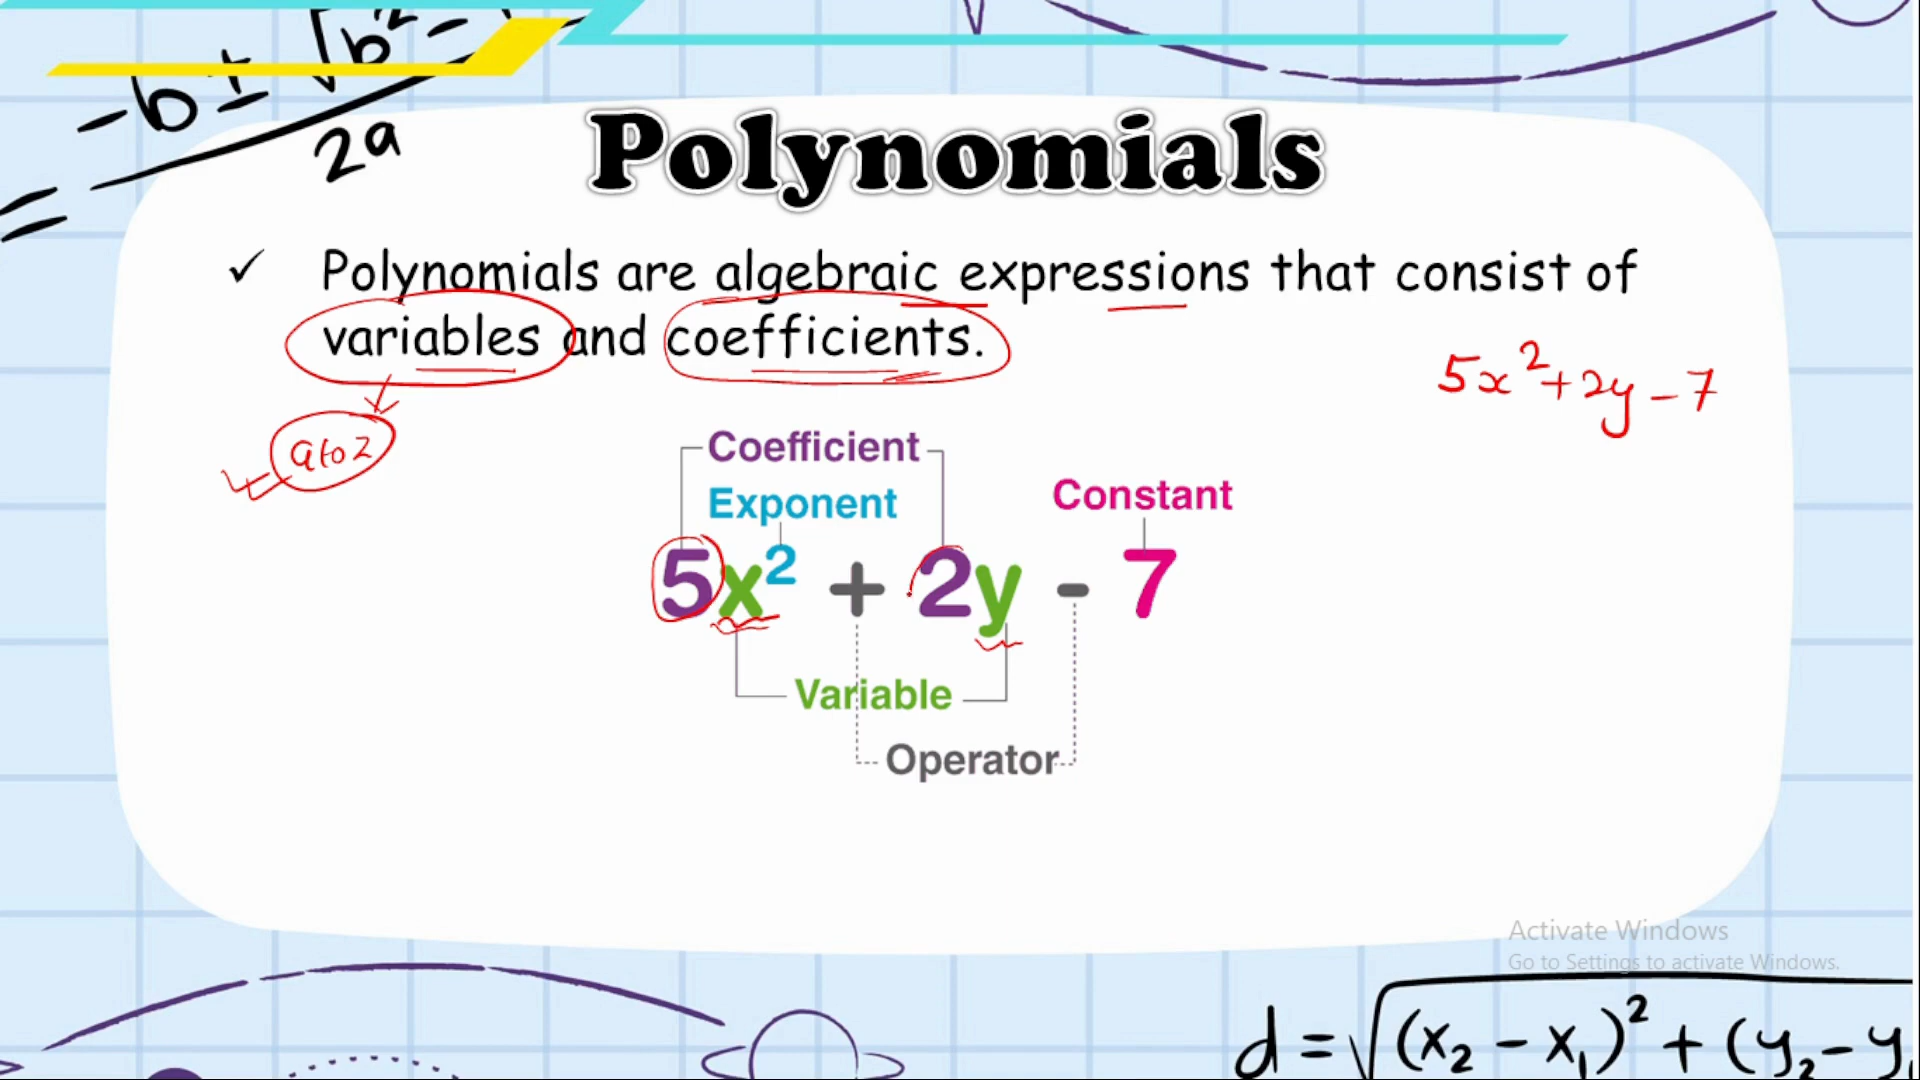 -b ± √b² -
2a
=
Polynomials
✓ Polynomials are algebraic expressions that consist of
variables and coefficients.
5x²+2y-7
a to z
Coefficient
Exponent
Constant
5x² + 2y - 7
Variable
Operator
Activate Windows
Go to Settings to activate Windows.
d = √(x₂ - x₁)² + (y₂ - y